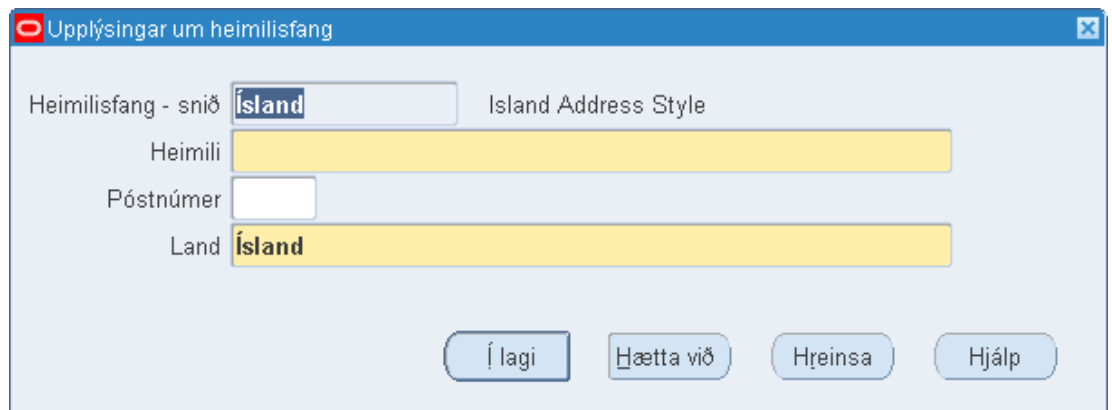 Upplýsingar um heimilisfang
Heimilisfang - snið Ísland Island Address Style
Heimili
Póstnúmer
Land Ísland
Í lagi Hætta við Hreinsa Hjálp